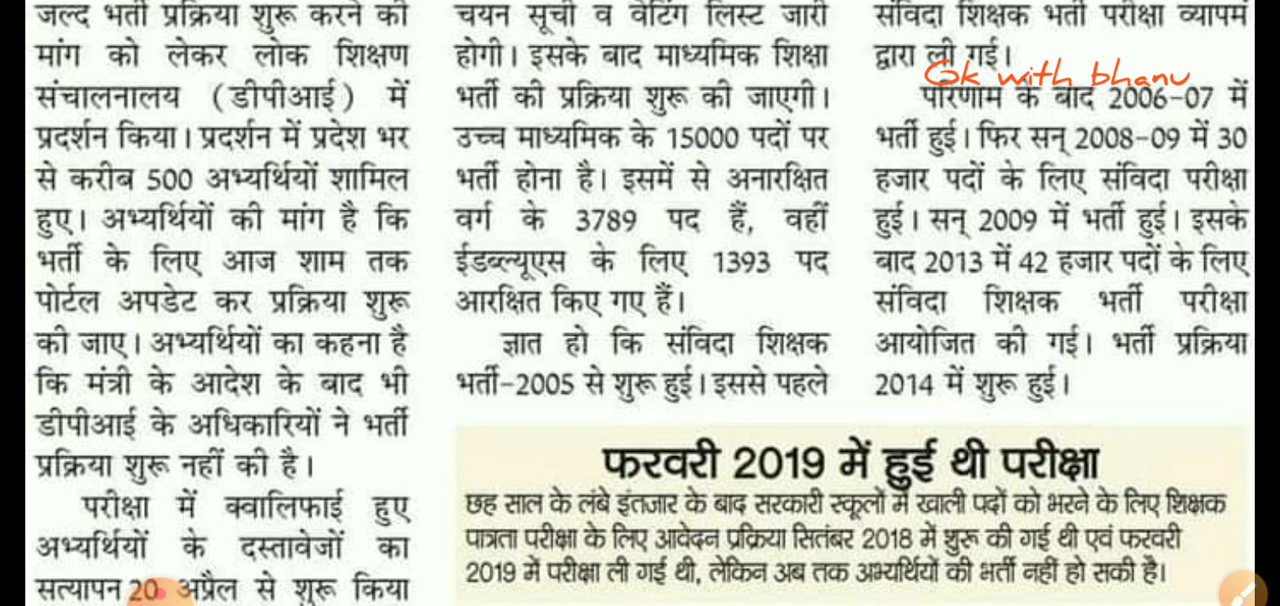 जल्द भर्ती प्रक्रिया शुरू करने की
मांग को लेकर लोक शिक्षण
संचालनालय (डीपीआई) में
प्रदर्शन किया। प्रदर्शन में प्रदेश भर
से करीब 500 अभ्यर्थियों शामिल
हुए। अभ्यर्थियों की मांग है कि
भर्ती के लिए आज शाम तक
पोर्टल अपडेट कर प्रक्रिया शुरू
की जाए। अभ्यर्थियों का कहना है
कि मंत्री के आदेश के बाद भी
डीपीआई के अधिकारियों ने भर्ती
प्रक्रिया शुरू नहीं की है।
परीक्षा में क्वालिफाई हुए
अभ्यर्थियों के दस्तावेजों का
सत्यापन 20 अप्रैल से शुरू किया
चयन सूची व वेटिंग लिस्ट जारी
होगी। इसके बाद माध्यमिक शिक्षा
भर्ती की प्रक्रिया शुरू की जाएगी।
उच्च माध्यमिक के 15000 पदों पर
भर्ती होना है। इसमें से अनारक्षित
वर्ग के 3789 पद हैं, वहीं
ईडब्ल्यूएस के लिए 1393 पद
आरक्षित किए गए हैं।
ज्ञात हो कि संविदा शिक्षक
भर्ती-2005 से शुरू हुई। इससे पहले
संविदा शिक्षक भर्ती परीक्षा व्यापमं
द्वारा ली गई।
Gk with bhanu
परिणाम के बाद 2006-07 में
भर्ती हुई। फिर सन् 2008-09 में 30
हजार पदों के लिए संविदा परीक्षा
हुई। सन् 2009 में भर्ती हुई। इसके
बाद 2013 में 42 हजार पदों के लिए
संविदा शिक्षक भर्ती परीक्षा
आयोजित की गई। भर्ती प्रक्रिया
2014 में शुरू हुई।
फरवरी 2019 में हुई थी परीक्षा
छह साल के लंबे इंतजार के बाद सरकारी स्कूलों में खाली पदों को भरने के लिए शिक्षक
पात्रता परीक्षा के लिए आवेदन प्रक्रिया सितंबर 2018 में शुरू की गई थी एवं फरवरी
2019 में परीक्षा ली गई थी, लेकिन अब तक अभ्यर्थियों की भर्ती नहीं हो सकी है।